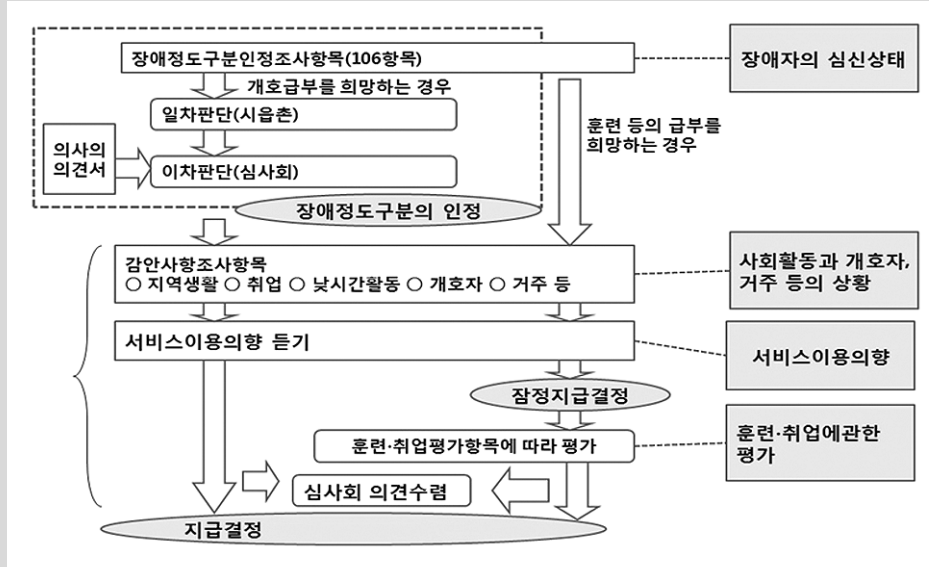 장애정도구분인정조사항목(106항목)
장애자의 심신상태
개호급부를 희망하는 경우
일차판단(시읍촌)
훈련 등의 급부를
희망하는 경우
의사의
의견서
이차판단(심사회)
장애정도구분의 인정
감안사항조사항목
○ 지역생활 ○ 취업 ○ 낮시간활동 ○ 개호자 ○ 거주 등
사회활동과 개호자,
거주 등의 상황
서비스이용의향 듣기
서비스이용의향
잠정지급결정
훈련·취업평가항목에 따라 평가
훈련·취업에관한
평가
심사회 의견수렴
지급결정